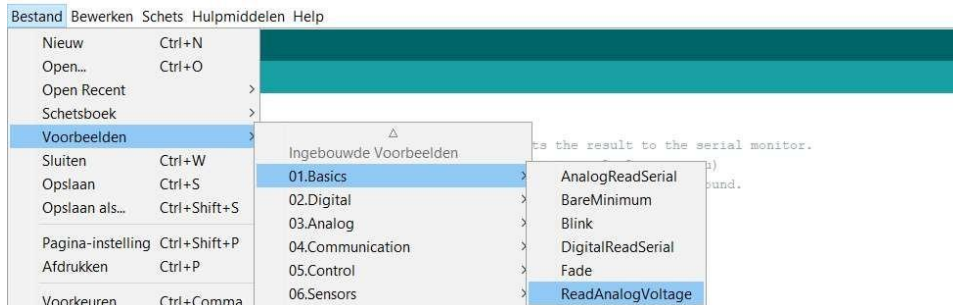 Bestand Bewerken Schets Hulpmiddelen Help
Nieuw Ctrl+N
Open... Ctrl+O
Open Recent >
Schetsboek >
Voorbeelden >
Sluiten Ctrl+W
Opslaan Ctrl+S
Opslaan als... Ctrl+Shift+S
Pagina-instelling Ctrl+Shift+P
Afdrukken Ctrl+P
Voorkeuren Ctrl+Comma
△
Ingebouwde Voorbeelden
01.Basics >
02.Digital >
03.Analog >
04.Communication >
05.Control >
06.Sensors >
AnalogReadSerial
BareMinimum
Blink
DigitalReadSerial
Fade
ReadAnalogVoltage
the result to the serial monitor.